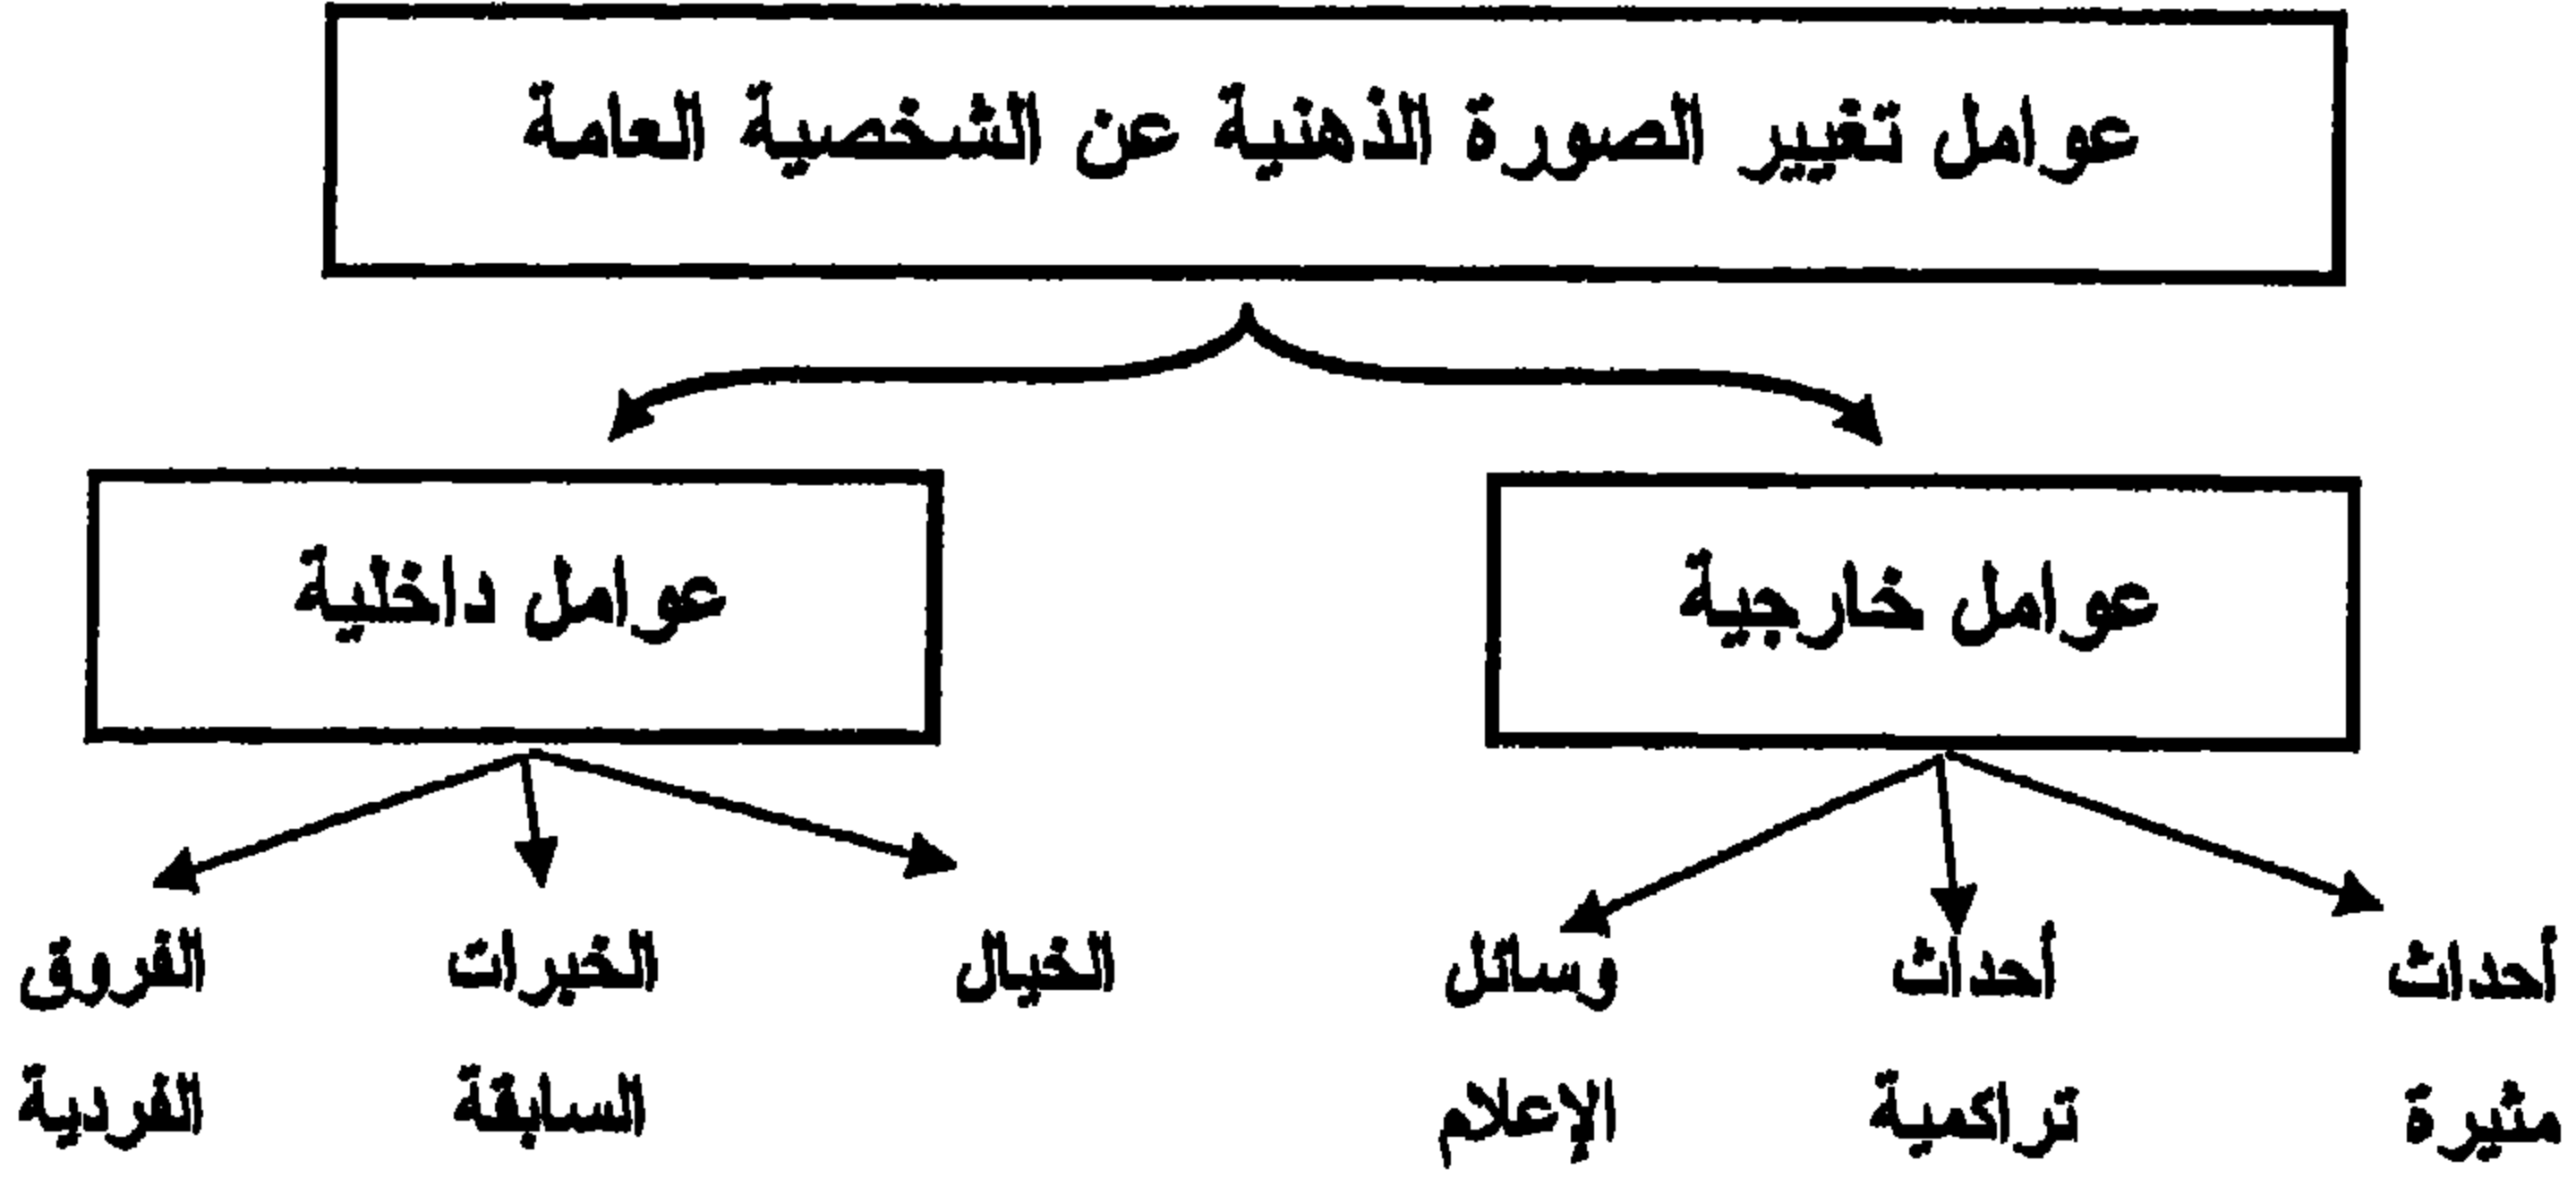 عوامل تغيير الصورة الذهنية عن الشخصية العامة
عوامل خارجية
عوامل داخلية
أحداث
مثيرة
أحداث
تراكمية
وسائل
الإعلام
الخيال
الخبرات
السابقة
الفروق
الفردية